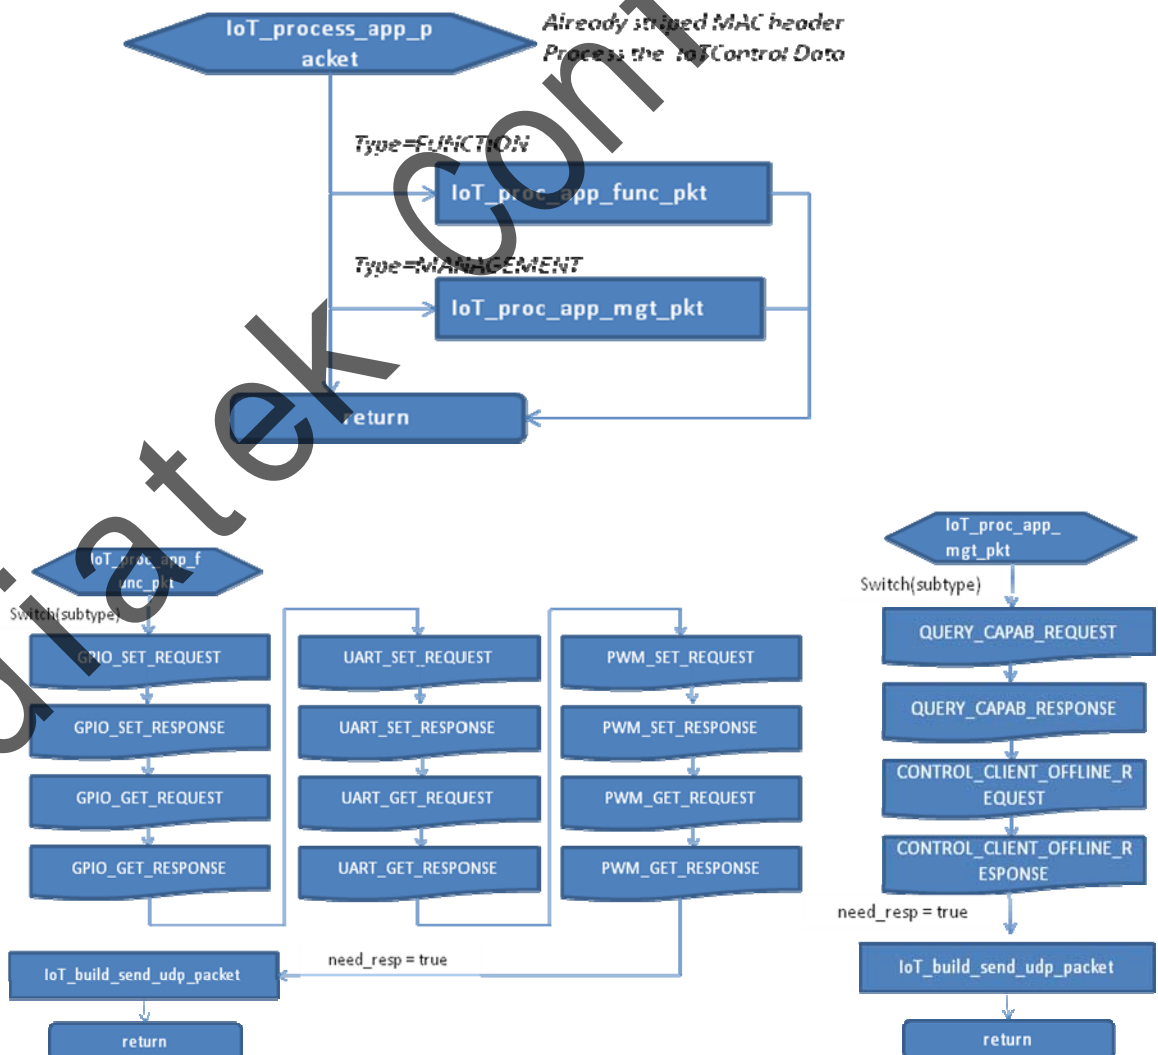 IoT_process_app_p
acket
Already striped MAC header
Process the IoTControl Data
Type=FUNCTION
IoT_proc_app_func_pkt
Type=MANAGEMENT
IoT_proc_app_mgt_pkt
return
IoT_proc_app_f
unc_pkt
Switch(subtype)
GPIO_SET_REQUEST
GPIO_SET_RESPONSE
GPIO_GET_REQUEST
GPIO_GET_RESPONSE
UART_SET_REQUEST
UART_SET_RESPONSE
UART_GET_REQUEST
UART_GET_RESPONSE
PWM_SET_REQUEST
PWM_SET_RESPONSE
PWM_GET_REQUEST
PWM_GET_RESPONSE
need_resp = true
IoT_build_send_udp_packet
return
IoT_proc_app_
mgt_pkt
Switch(subtype)
QUERY_CAPAB_REQUEST
QUERY_CAPAB_RESPONSE
CONTROL_CLIENT_OFFLINE_R
EQUEST
CONTROL_CLIENT_OFFLINE_R
ESPONSE
need_resp = true
IoT_build_send_udp_packet
return
diatek Con